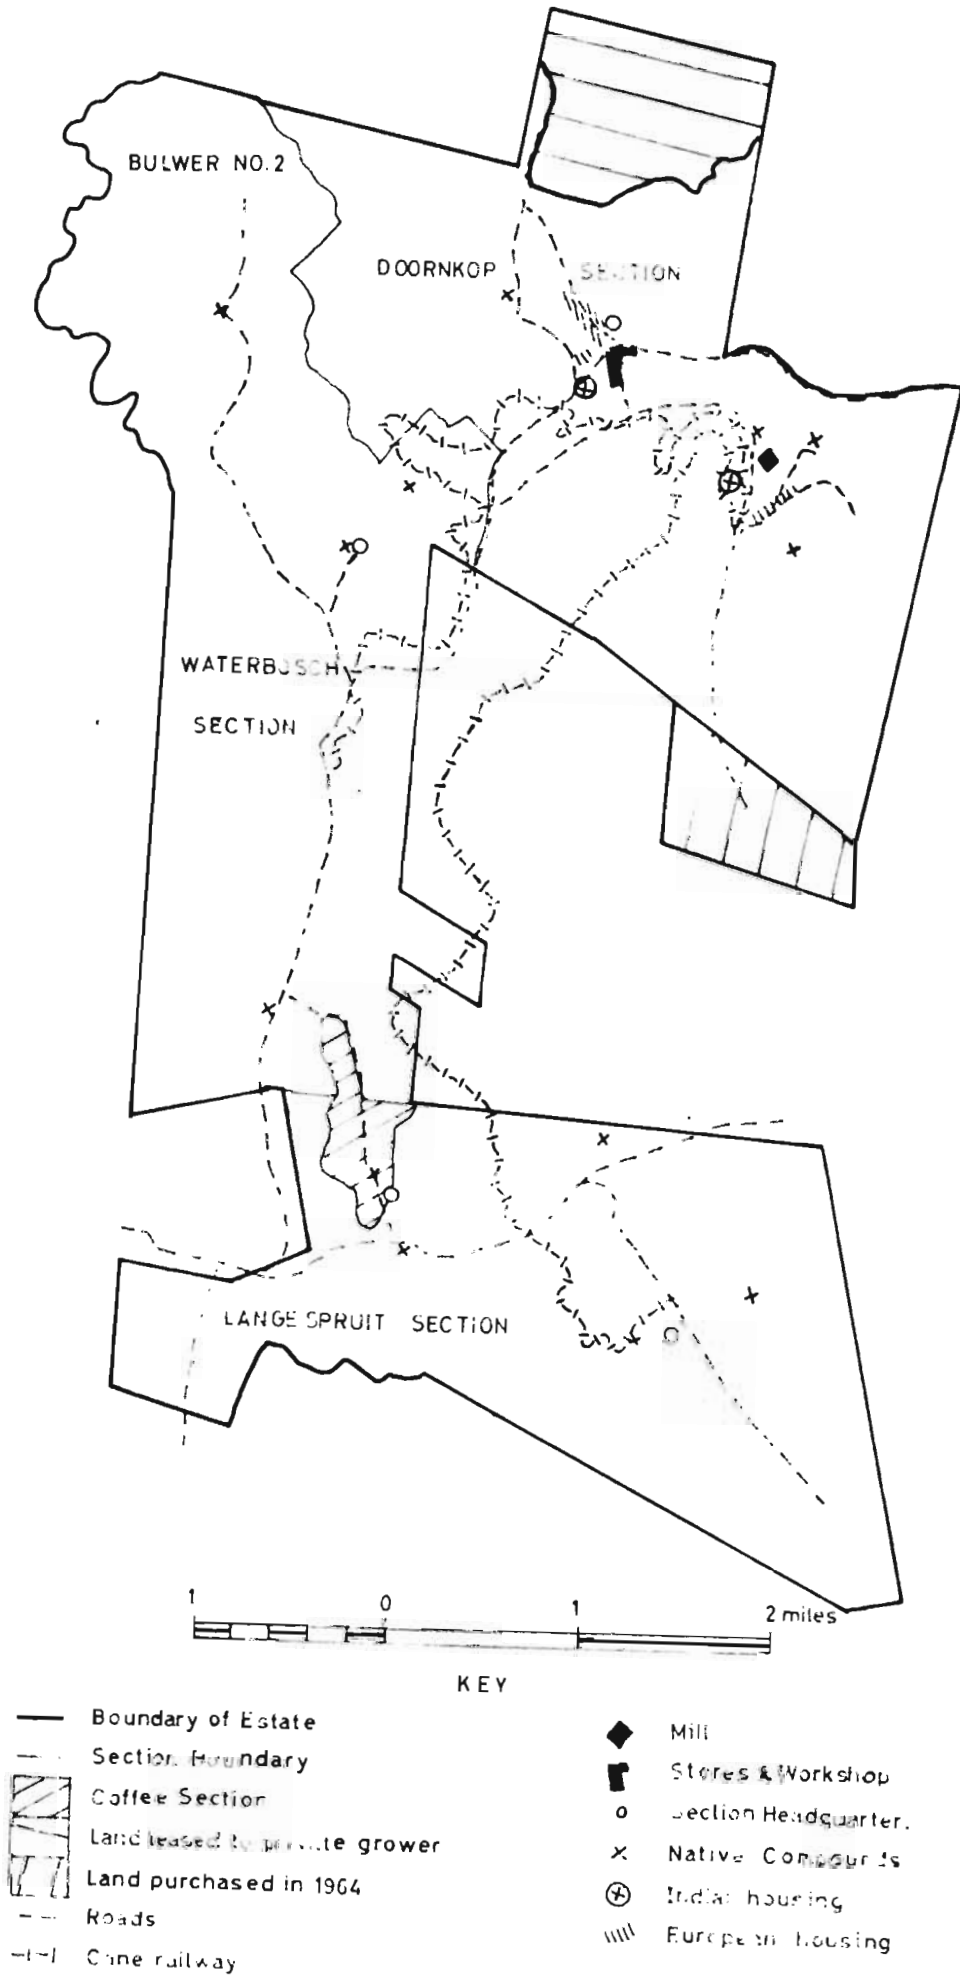 BULWER NO.2
DOORNKOP SECTION
WATERBOSCH
SECTION
LANGESPRUIT SECTION
1 0 1 2 miles
KEY
Boundary of Estate
Section Boundary
Coffee Section
Land leased to private grower
Land purchased in 1964
Roads
Cane railway
Mill
Stores & Workshop
Section Headquarter.
Native Compounds
Indian housing
European housing